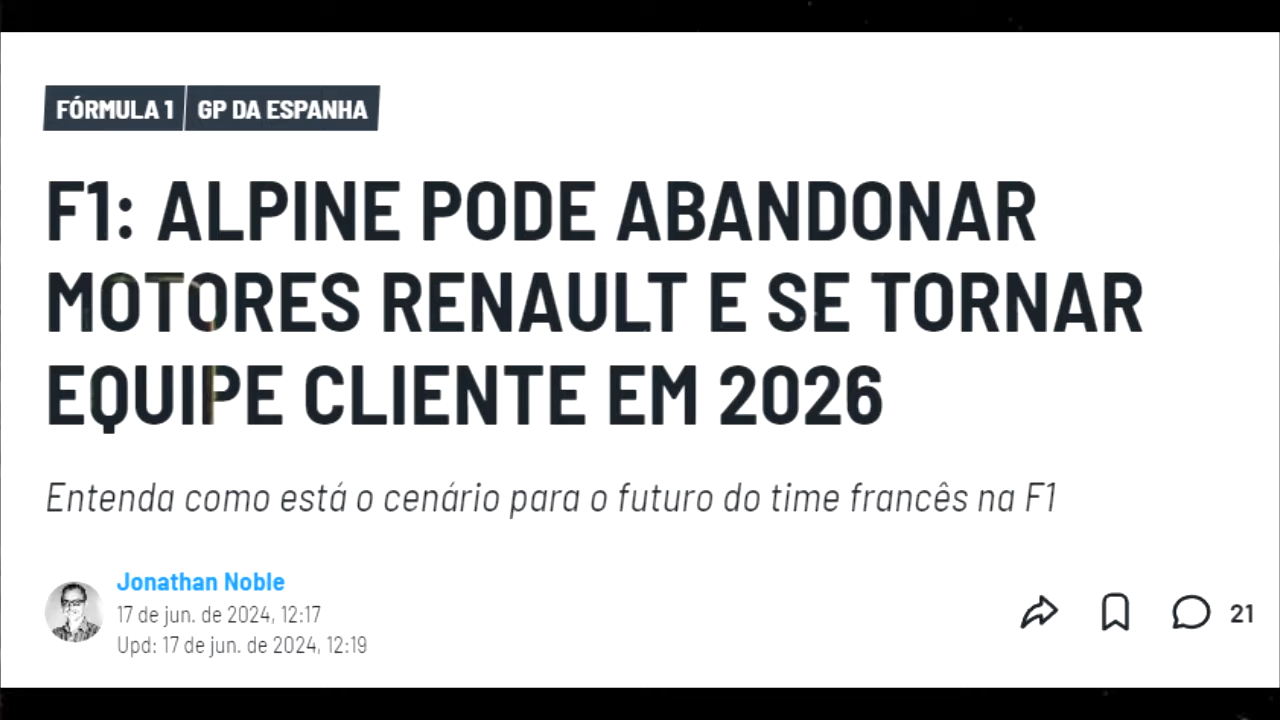 FÓRMULA 1 GP DA ESPANHA
F1: ALPINE PODE ABANDONAR
MOTORES RENAULT E SE TORNAR
EQUIPE CLIENTE EM 2026
Entenda como está o cenário para o futuro do time francês na F1
Jonathan Noble
17 de jun. de 2024, 12:17
Upd: 17 de jun. de 2024, 12:19
21